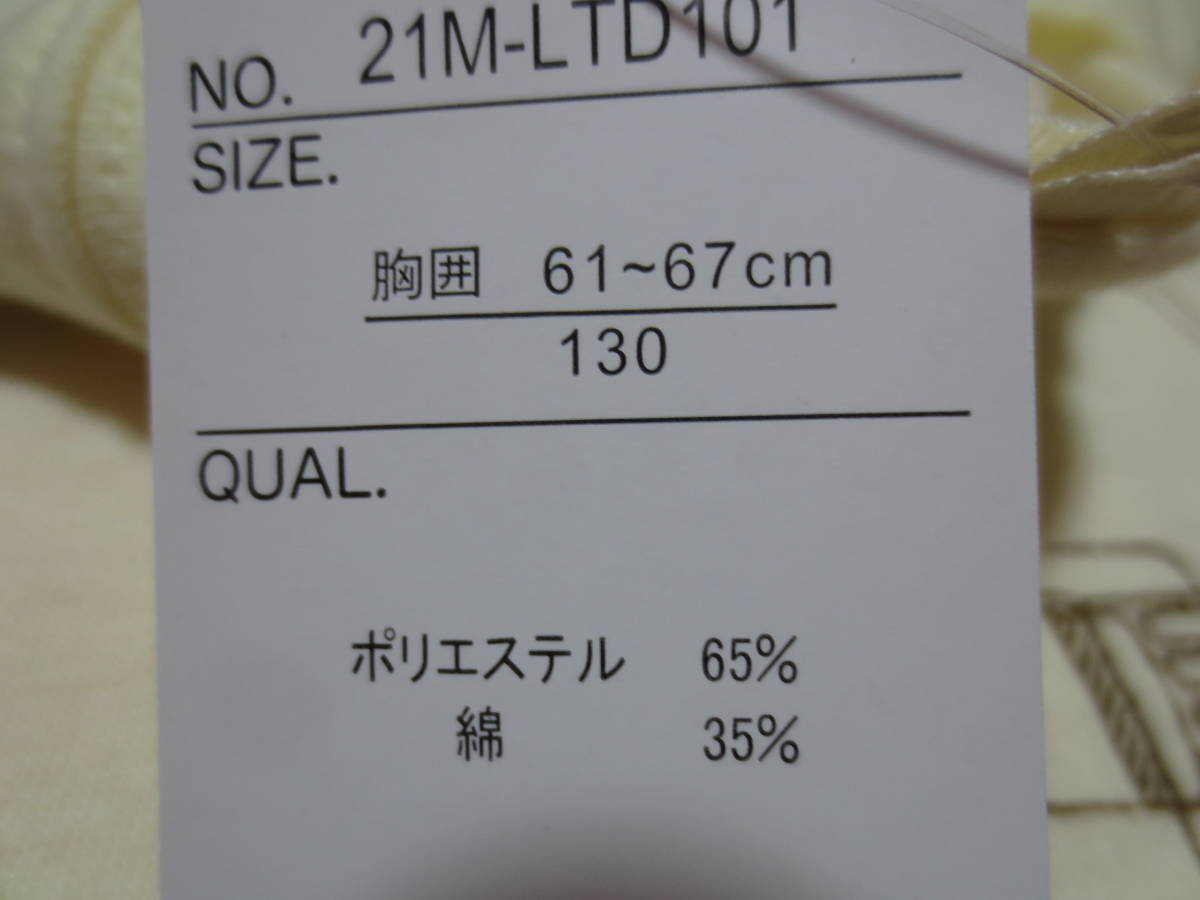 NO. 21M-LTD101
SIZE.
胸囲 61~67cm
130
QUAL.
ポリエステル 65%
綿 35%